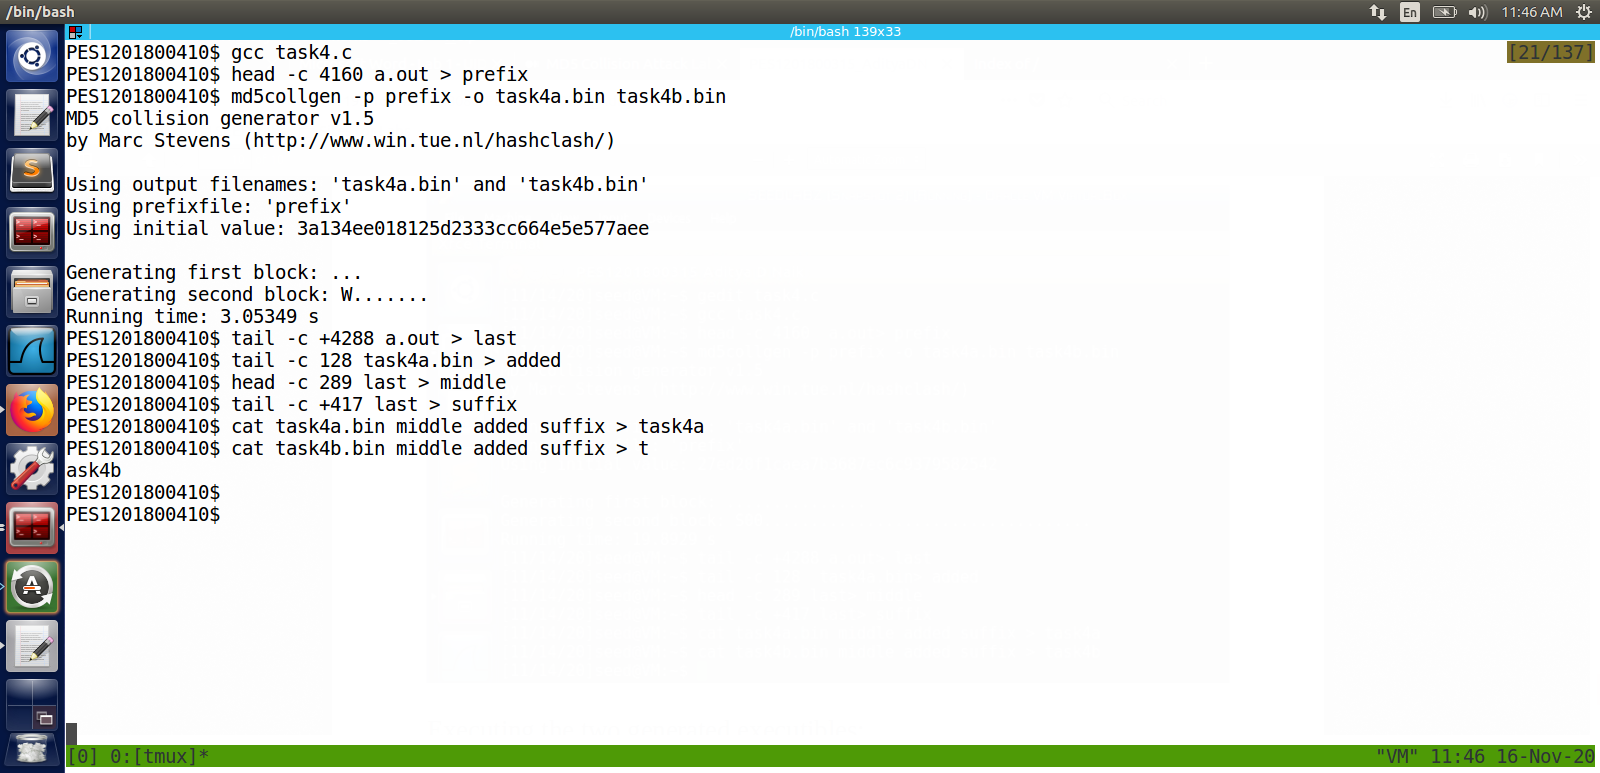 /bin/bash
En
11:46 AM
/bin/bash 139x33
PES1201800410$ gcc task4.c
[21/137]
PES1201800410$ head -c 4160 a.out > prefix
PES1201800410$ md5collgen -p prefix -o task4a.bin task4b.bin
MD5 collision generator v1.5
by Marc Stevens (http://www.win.tue.nl/hashclash/)
Using output filenames: 'task4a.bin' and 'task4b.bin'
Using prefixfile: 'prefix'
Using initial value: 3a134ee018125d2333cc664e5e577aee
Generating first block: ...
Generating second block: W.......
Running time: 3.05349 s
PES1201800410$ tail -c +4288 a.out > last
PES1201800410$ tail -c 128 task4a.bin > added
PES1201800410$ head -c 289 last > middle
PES1201800410$ tail -c +417 last > suffix
PES1201800410$ cat task4a.bin middle added suffix > task4a
PES1201800410$ cat task4b.bin middle added suffix > t
ask4b
PES1201800410$
PES1201800410$
[0] 0:[tmux]*
"VM" 11:46 16-Nov-20